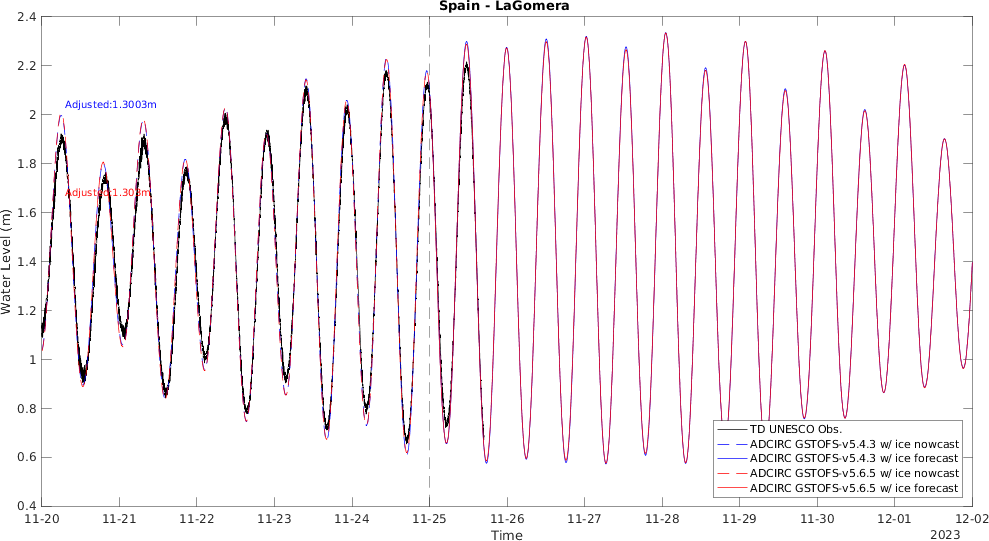 Spain - LaGomera
2.4
2.2
2
1.8
1.6
1.4
1.2
1
0.8
0.6
0.4
Water Level (m)
Adjusted:1.3003m
Adjusted:1.303m
TD UNESCO Obs.
ADCIRC GSTOFS-v5.4.3 w/ ice nowcast
ADCIRC GSTOFS-v5.4.3 w/ ice forecast
ADCIRC GSTOFS-v5.6.5 w/ ice nowcast
ADCIRC GSTOFS-v5.6.5 w/ ice forecast
11-20 11-21 11-22 11-23 11-24 11-25 11-26 11-27 11-28 11-29 11-30 12-01 12-02
Time
2023